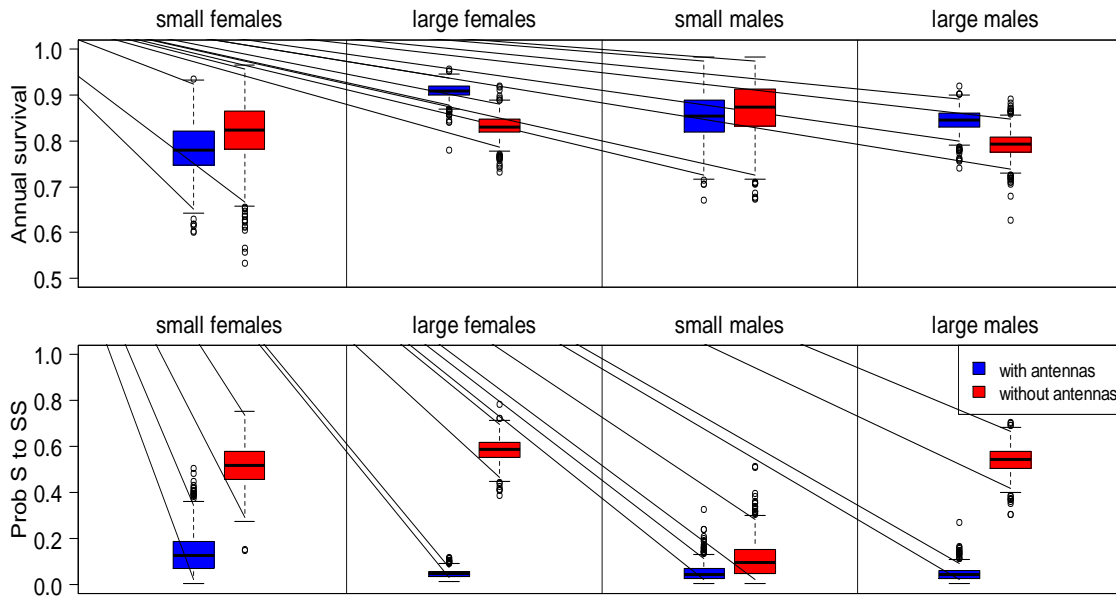 small females large females small males large males
Annual survival
1.0
0.9
0.8
0.7
0.6
0.5
small females large females small males large males
Prob S to SS
1.0
0.8
0.6
0.4
0.2
0.0
with antennas
without antennas